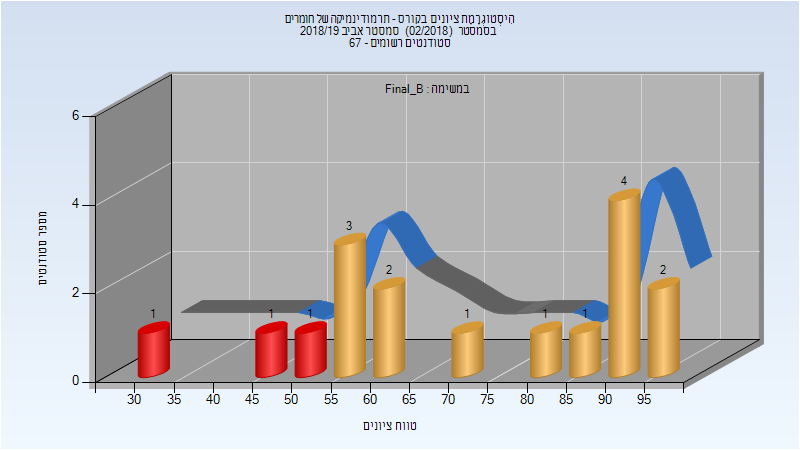 היסטוגרמת ציונים בקורס - תרמודינמיקה של חומרים
בסמסטר (02/2018) סמסטר אביב 2018/19
סטודנטים רשומים - 67
במשימה : Final_B
מספר סטודנטים
6
4
2
0
1
1
1
3
2
1
1
1
4
2
30 35 40 45 50 55 60 65 70 75 80 85 90 95
טווח ציונים